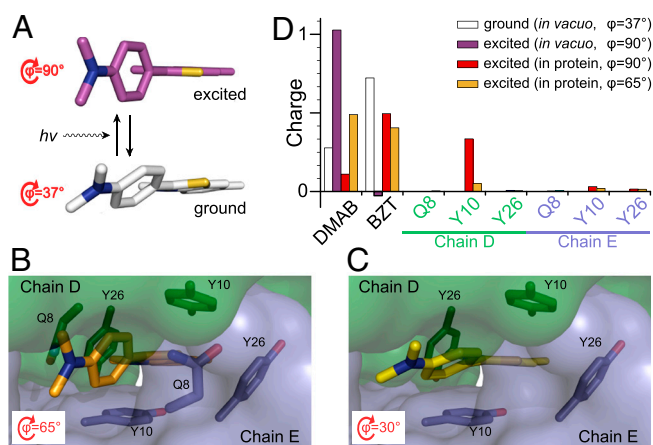 A
φ=90°
excited
hν
φ=37°
ground
D
Charge
1
0
ground (in vacuo, φ=37°)
excited (in vacuo, φ=90°)
excited (in protein, φ=90°)
excited (in protein, φ=65°)
DMAB
BZT
Q8
Y10
Y26
Q8
Y10
Y26
Chain D
Chain E
B
Chain D
Y10
Y26
Q8
Y26
Q8
Y10
φ=65°
Chain E
C
Chain D
Y10
Y26
Y26
Y10
φ=30°
Chain E